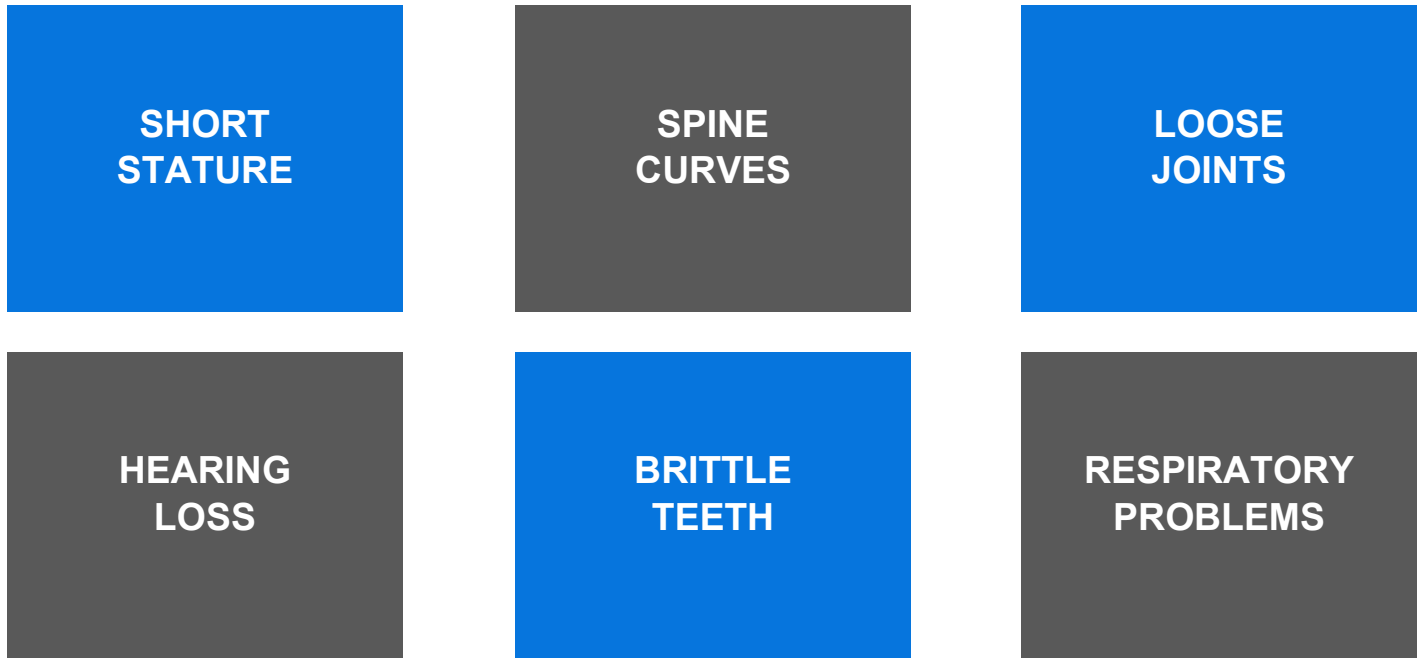 SHORT
STATURE
SPINE
CURVES
LOOSE
JOINTS
HEARING
LOSS
BRITTLE
TEETH
RESPIRATORY
PROBLEMS